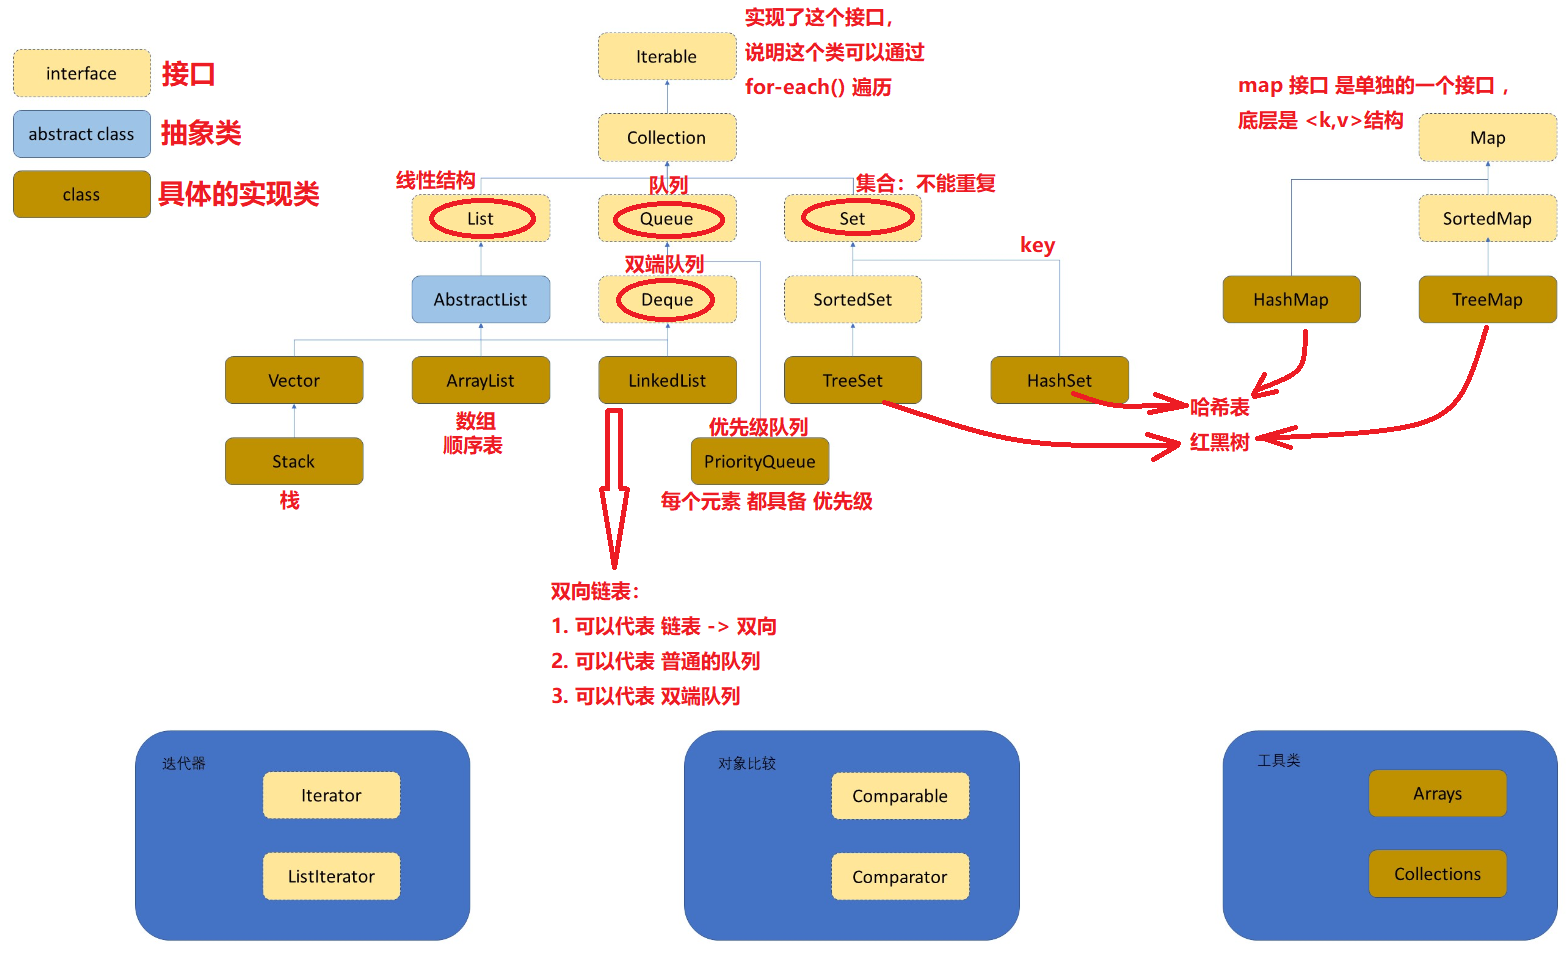 interface
接口
abstract class
抽象类
class
具体的实现类
Iterable
实现了这个接口，
说明这个类可以通过
for-each() 遍历
Collection
线性结构
队列
集合：不能重复
List
Queue
Set
双端队列
key
AbstractList
Deque
SortedSet
Vector
ArrayList
LinkedList
TreeSet
HashSet
数组
顺序表
优先级队列
Stack
PriorityQueue
栈
每个元素 都具备 优先级
map 接口 是单独的一个接口，
底层是 <k,v>结构
Map
SortedMap
HashMap
TreeMap
哈希表
红黑树
双向链表：
1. 可以代表 链表 -> 双向
2. 可以代表 普通的队列
3. 可以代表 双端队列
迭代器
Iterator
ListIterator
对象比较
Comparable
Comparator
工具类
Arrays
Collections